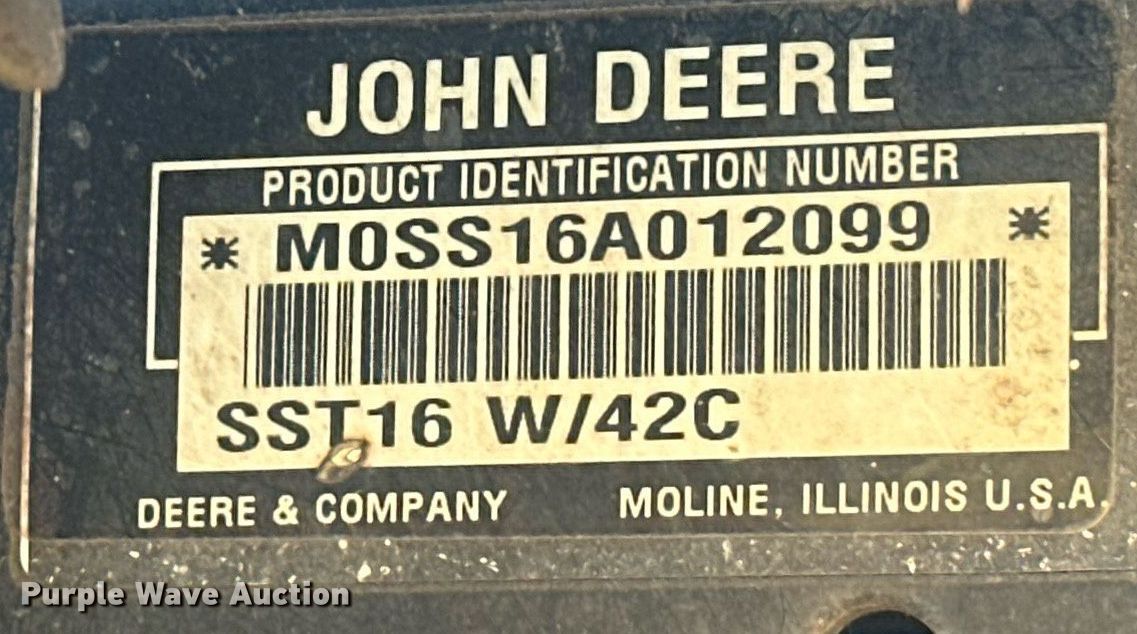 JOHN DEERE
PRODUCT IDENTIFICATION NUMBER
* M0SS16A012099 *
SST16 W/42C
DEERE & COMPANY MOLINE, ILLINOIS U.S.A.
Purple Wave Auction